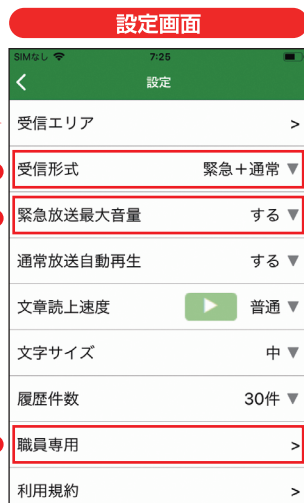 設定画面
SIMなし 7:25
設定
受信エリア >
受信形式 緊急＋通常 ▼
緊急放送最大音量 する ▼
通常放送自動再生 する ▼
文章読上速度 普通 ▼
文字サイズ 中 ▼
履歴件数 30件 ▼
職員専用 >
利用規約 >